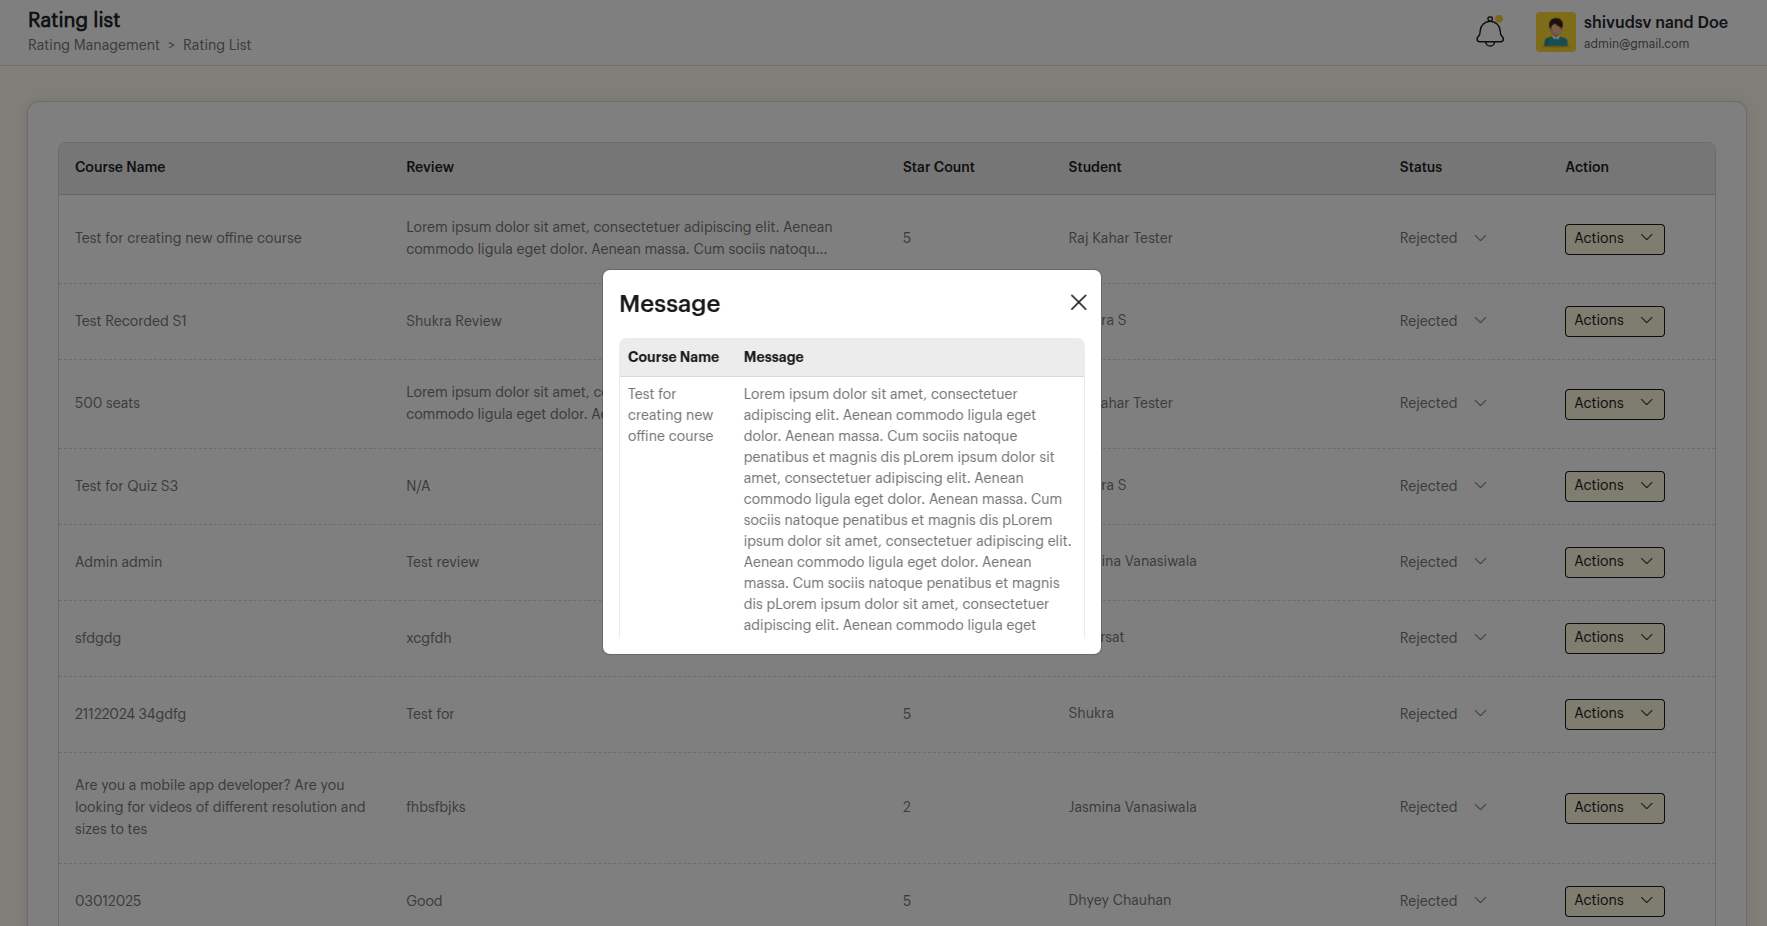 Rating list
Rating Management > Rating List
shivudsv nand Doe
admin@gmail.com
Course Name Review Star Count Student Status Action
Test for creating new offine course
Lorem ipsum dolor sit amet, consectetuer adipiscing elit. Aenean
commodo ligula eget dolor. Aenean massa. Cum sociis natoqu...
5 Raj Kahar Tester Rejected Actions
Test Recorded S1 Shukra Review ra S Rejected Actions
500 seats
Lorem ipsum dolor sit amet, c
commodo ligula eget dolor. A
ahar Tester Rejected Actions
Test for Quiz S3 N/A ra S Rejected Actions
Admin admin Test review ina Vanasiwala Rejected Actions
sfdgdg xcgfdh rsat Rejected Actions
21122024 34gdfg Test for 5 Shukra Rejected Actions
Are you a mobile app developer? Are you
looking for videos of different resolution and
sizes to tes
fhbsfbjks 2 Jasmina Vanasiwala Rejected Actions
03012025 Good 5 Dhyey Chauhan Rejected Actions
Message
Course Name Message
Test for
creating new
offine course
Lorem ipsum dolor sit amet, consectetuer
adipiscing elit. Aenean commodo ligula eget
dolor. Aenean massa. Cum sociis natoque
penatibus et magnis dis pLorem ipsum dolor sit
amet, consectetuer adipiscing elit. Aenean
commodo ligula eget dolor. Aenean massa. Cum
sociis natoque penatibus et magnis dis pLorem
ipsum dolor sit amet, consectetuer adipiscing elit.
Aenean commodo ligula eget dolor. Aenean
massa. Cum sociis natoque penatibus et magnis
dis pLorem ipsum dolor sit amet, consectetuer
adipiscing elit. Aenean commodo ligula eget